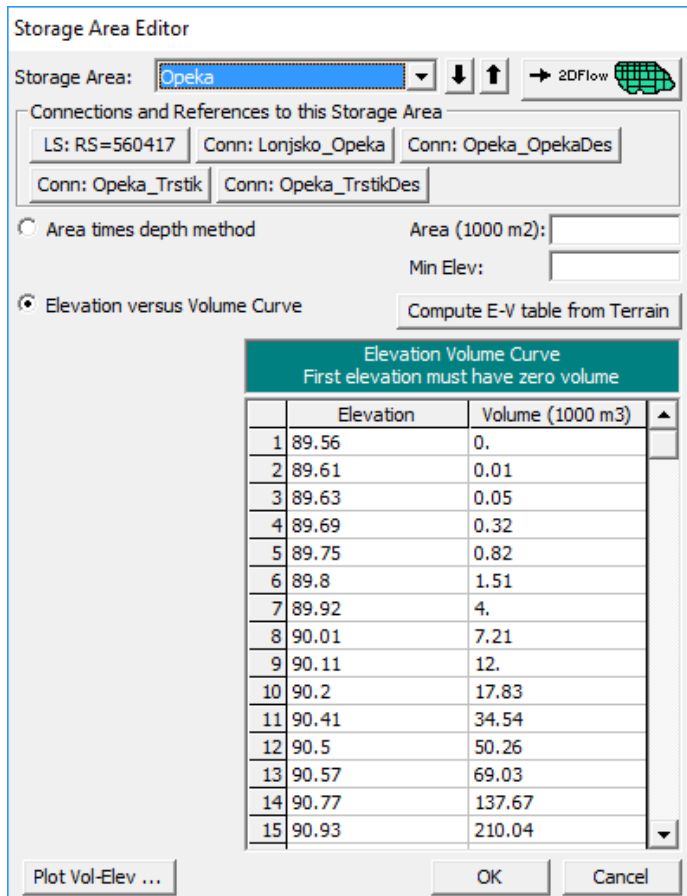 Storage Area Editor
Storage Area: Opeka 2DFlow
Connections and References to this Storage Area
LS: RS=560417 Conn: Lonjsko_Opeka Conn: Opeka_OpekaDes
Conn: Opeka_Trstik Conn: Opeka_TrstikDes
Area times depth method Area (1000 m2):
Min Elev:
Elevation versus Volume Curve Compute E-V table from Terrain
Elevation Volume Curve
First elevation must have zero volume
Elevation Volume (1000 m3)
1 89.56 0.
2 89.61 0.01
3 89.63 0.05
4 89.69 0.32
5 89.75 0.82
6 89.8 1.51
7 89.92 4.
8 90.01 7.21
9 90.11 12.
10 90.2 17.83
11 90.41 34.54
12 90.5 50.26
13 90.57 69.03
14 90.77 137.67
15 90.93 210.04
Plot Vol-Elev ... OK Cancel